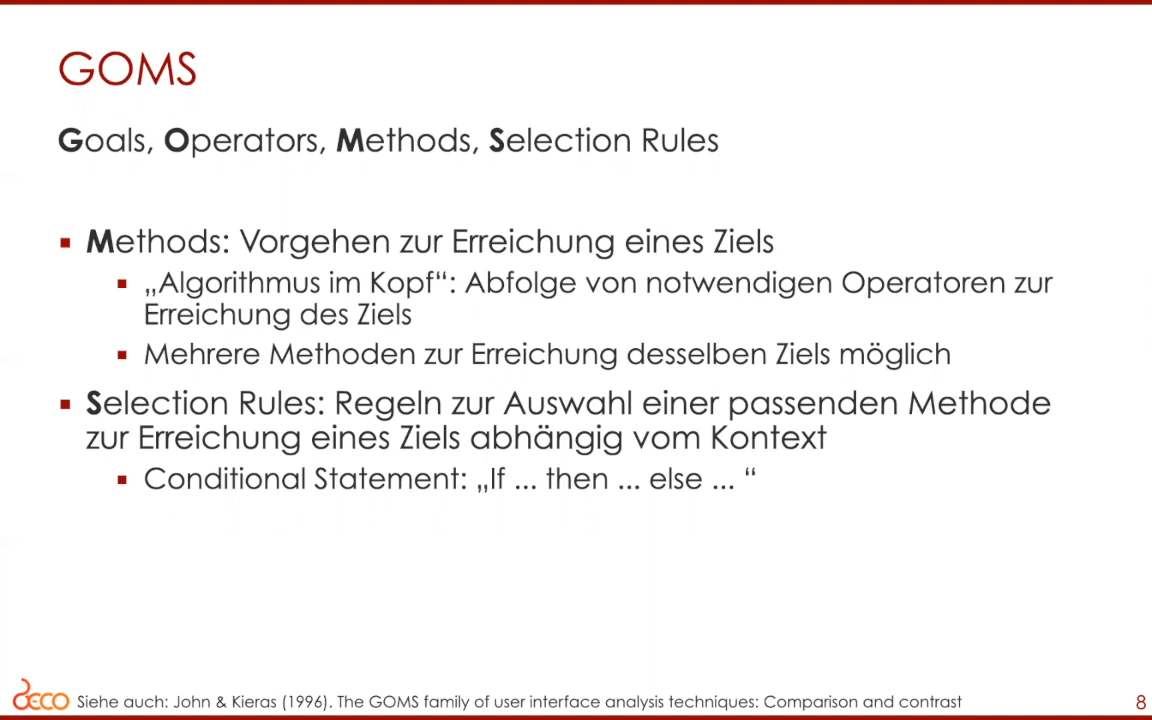 GOMS
Goals, Operators, Methods, Selection Rules
▪ Methods: Vorgehen zur Erreichung eines Ziels
▪ „Algorithmus im Kopf“: Abfolge von notwendigen Operatoren zur
Erreichung des Ziels
▪ Mehrere Methoden zur Erreichung desselben Ziels möglich
▪ Selection Rules: Regeln zur Auswahl einer passenden Methode
zur Erreichung eines Ziels abhängig vom Kontext
▪ Conditional Statement: „If ... then ... else ... “
DECO Siehe auch: John & Kieras (1996). The GOMS family of user interface analysis techniques: Comparison and contrast
8